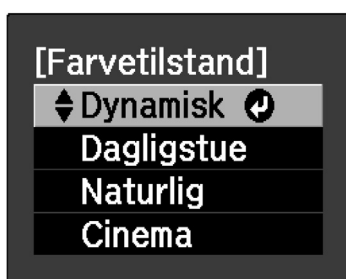 [Farvetilstand]
Dynamisk
Dagligstue
Naturlig
Cinema